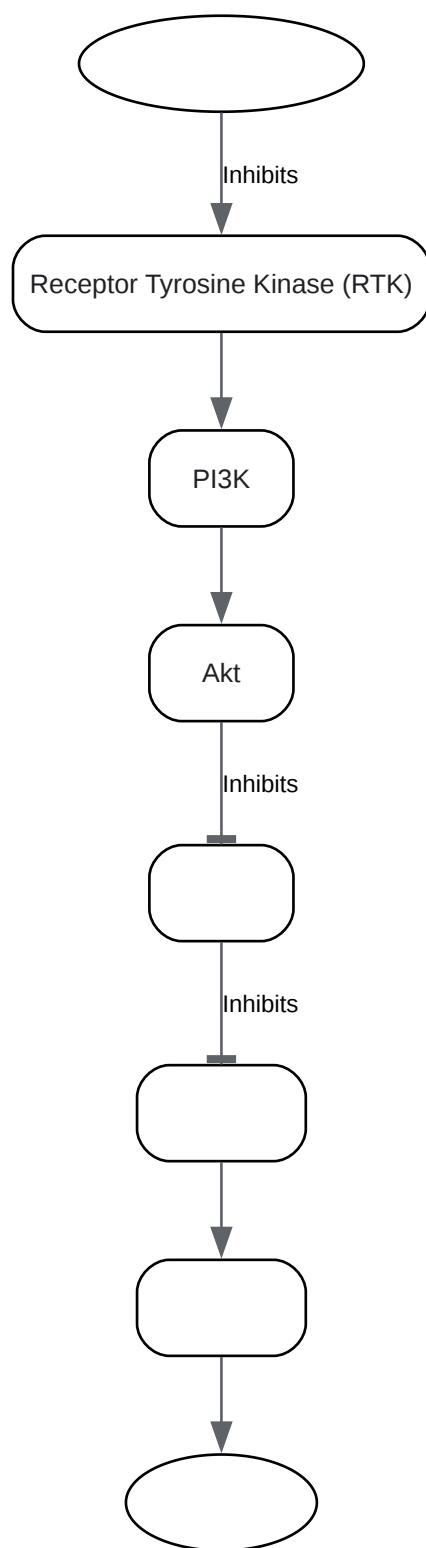 Inhibits
Receptor Tyrosine Kinase (RTK)
PI3K
Akt
Inhibits
Inhibits